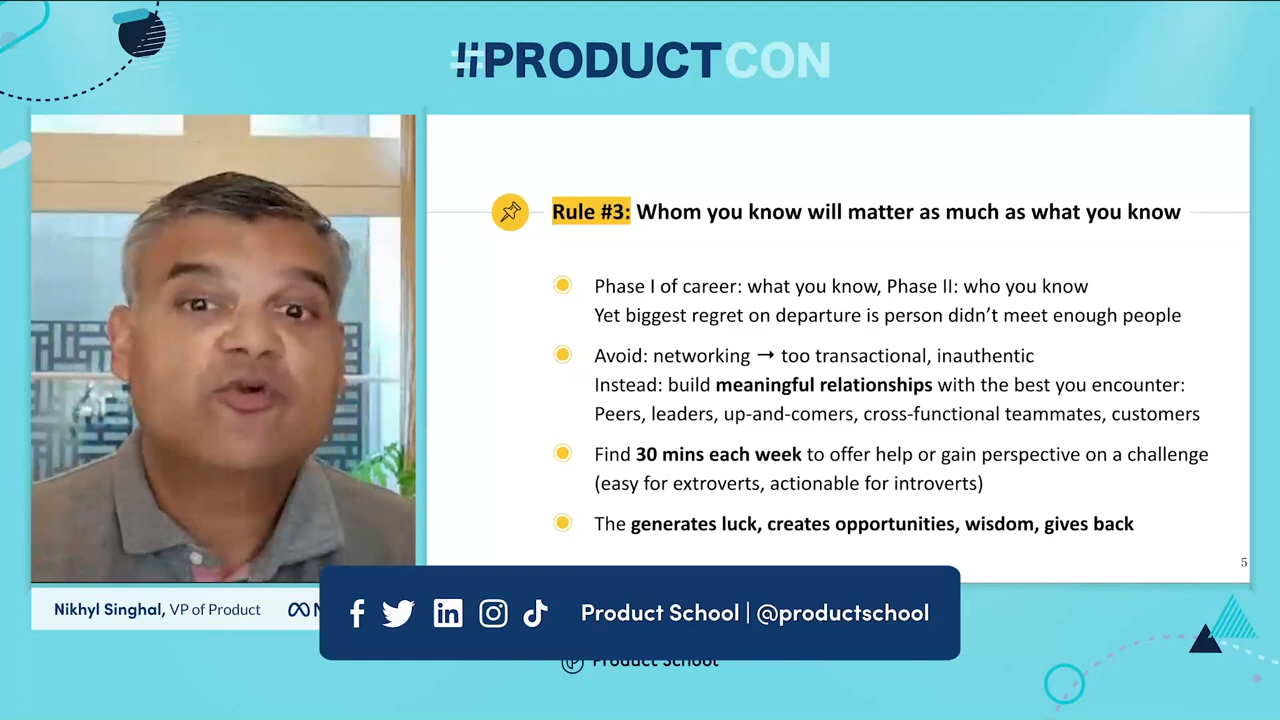 #PRODUCTCON
Rule #3: Whom you know will matter as much as what you know
Phase I of career: what you know, Phase II: who you know
Yet biggest regret on departure is person didn’t meet enough people
Avoid: networking → too transactional, inauthentic
Instead: build meaningful relationships with the best you encounter:
Peers, leaders, up-and-comers, cross-functional teammates, customers
Find 30 mins each week to offer help or gain perspective on a challenge
(easy for extroverts, actionable for introverts)
The generates luck, creates opportunities, wisdom, gives back
5
Nikhyl Singhal, VP of Product
Product School | @productschool
Product School